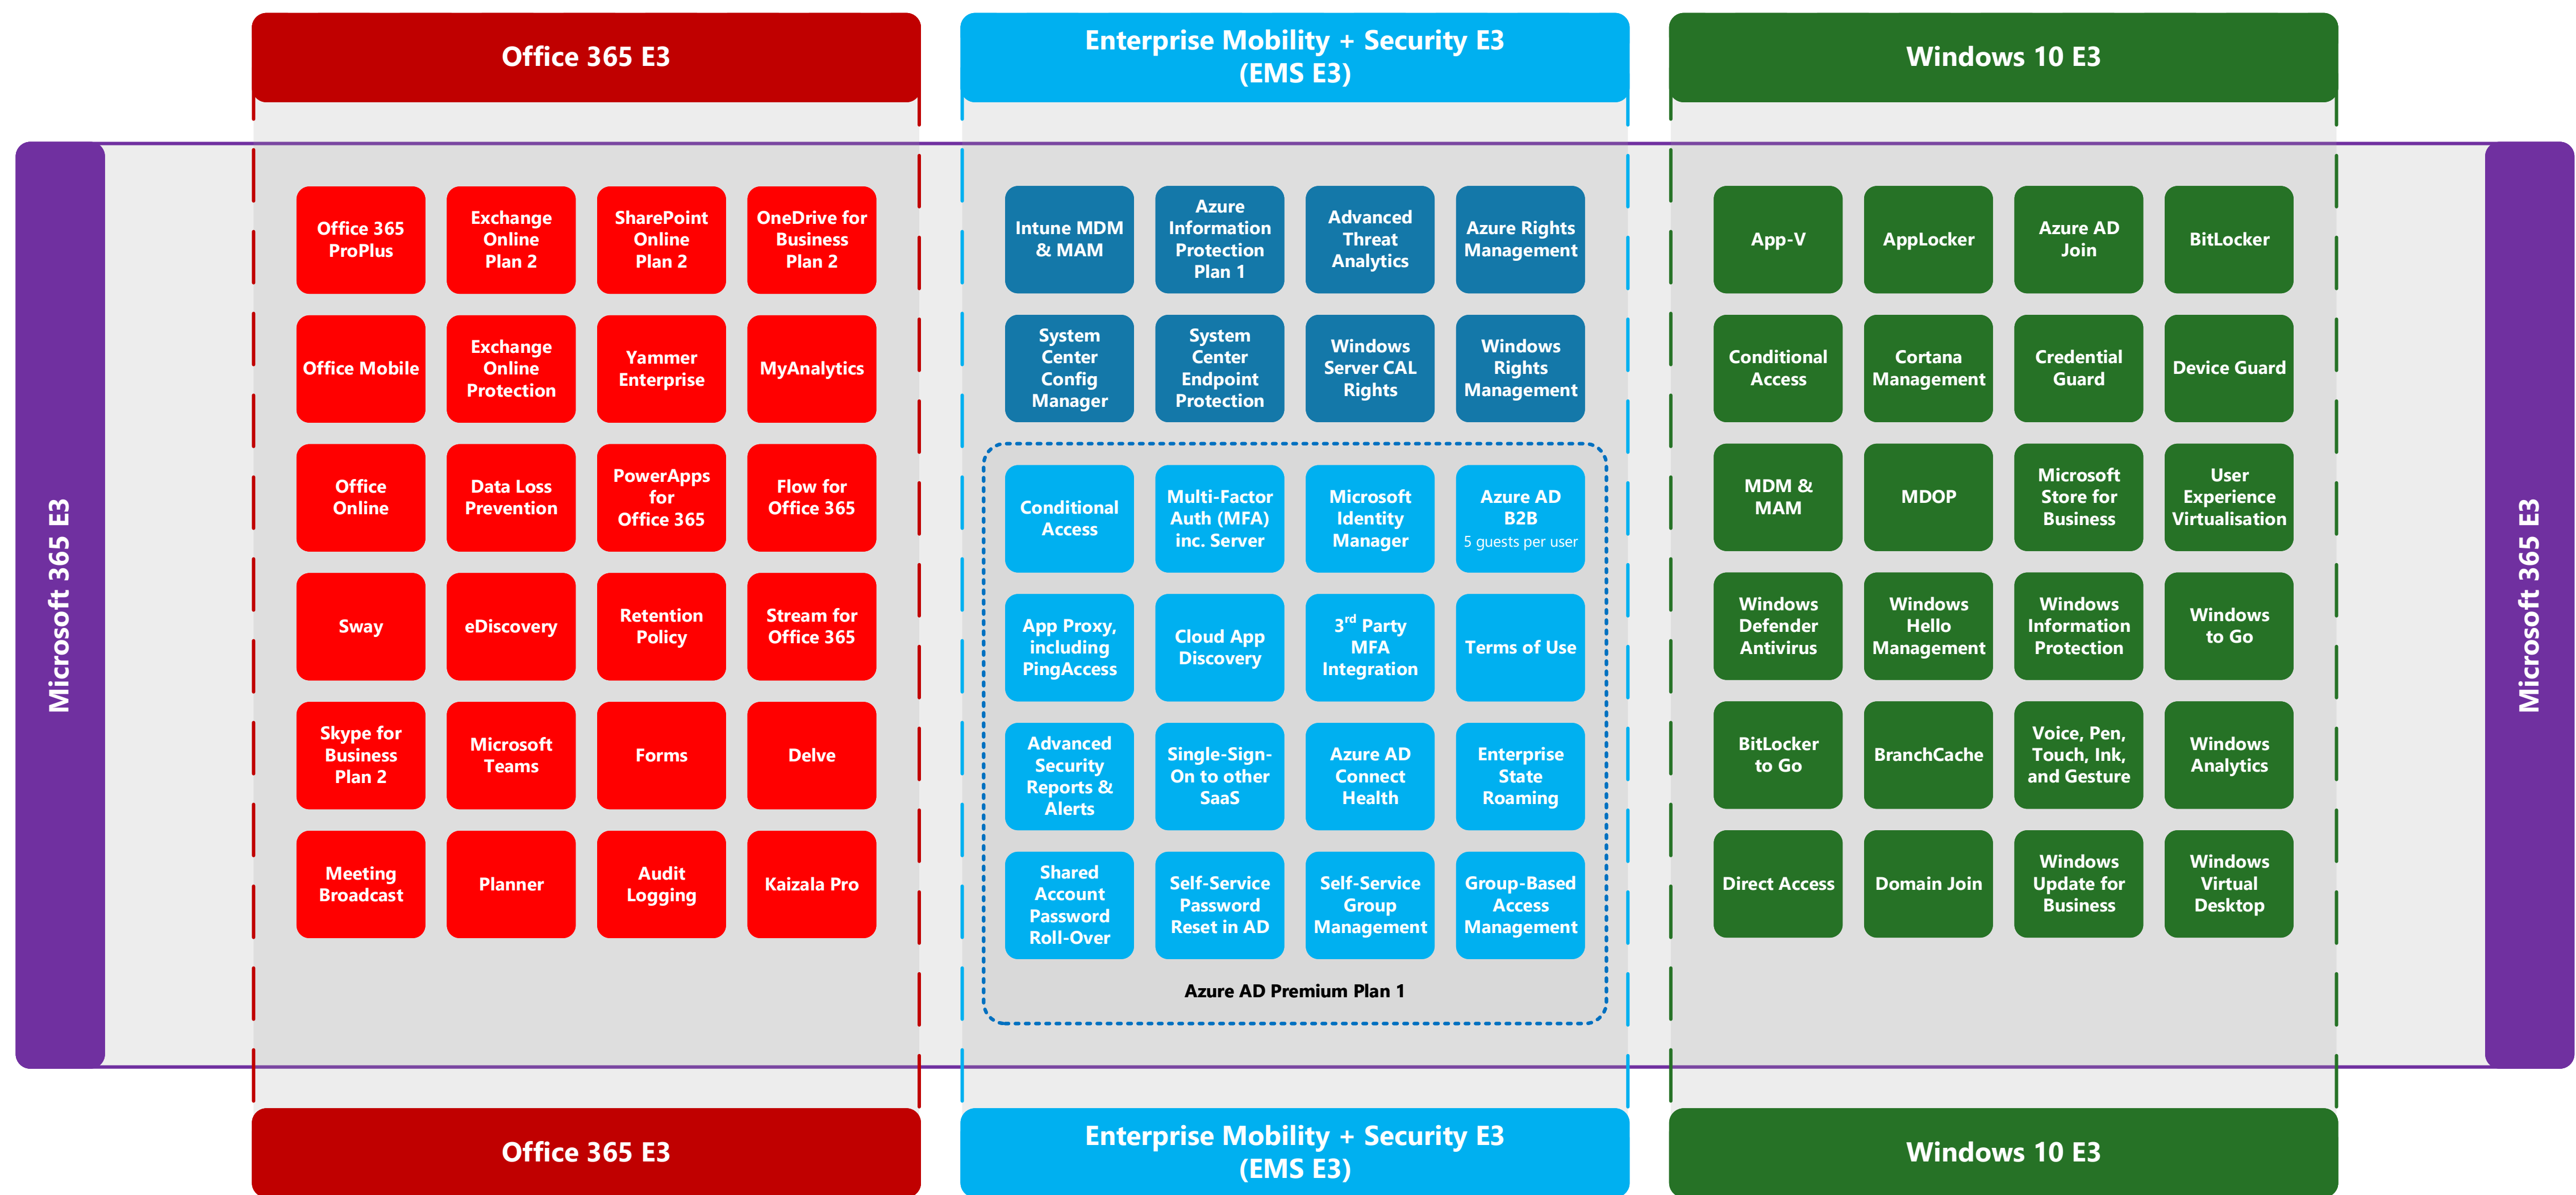 Office 365 E3
Enterprise Mobility + Security E3
(EMS E3)
Windows 10 E3
Microsoft 365 E3
Office 365
ProPlus
Exchange
Online
Plan 2
SharePoint
Online
Plan 2
OneDrive for
Business
Plan 2
Office Mobile
Exchange
Online
Protection
Yammer
Enterprise
MyAnalytics
Office
Online
Data Loss
Prevention
PowerApps
for
Office 365
Flow for
Office 365
Sway
eDiscovery
Retention
Policy
Stream for
Office 365
Skype for
Business
Plan 2
Microsoft
Teams
Forms
Delve
Meeting
Broadcast
Planner
Audit
Logging
Kaizala Pro
Intune MDM
& MAM
Azure
Information
Protection
Plan 1
Advanced
Threat
Analytics
Azure Rights
Management
System
Center
Config
Manager
System
Center
Endpoint
Protection
Windows
Server CAL
Rights
Windows
Rights
Management
Conditional
Access
Multi-Factor
Auth (MFA)
inc. Server
Microsoft
Identity
Manager
Azure AD
B2B
5 guests per user
App Proxy,
including
PingAccess
Cloud App
Discovery
3rd Party
MFA
Integration
Terms of Use
Advanced
Security
Reports &
Alerts
Single-Sign-
On to other
SaaS
Azure AD
Connect
Health
Enterprise
State
Roaming
Shared
Account
Password
Roll-Over
Self-Service
Password
Reset in AD
Self-Service
Group
Management
Group-Based
Access
Management
Azure AD Premium Plan 1
App-V
AppLocker
Azure AD
Join
BitLocker
Conditional
Access
Cortana
Management
Credential
Guard
Device Guard
MDM &
MAM
MDOP
Microsoft
Store for
Business
User
Experience
Virtualisation
Windows
Defender
Antivirus
Windows
Hello
Management
Windows
Information
Protection
Windows
to Go
BitLocker
to Go
BranchCache
Voice, Pen,
Touch, Ink,
and Gesture
Windows
Analytics
Direct Access
Domain Join
Windows
Update for
Business
Windows
Virtual
Desktop
Microsoft 365 E3
Office 365 E3
Enterprise Mobility + Security E3
(EMS E3)
Windows 10 E3